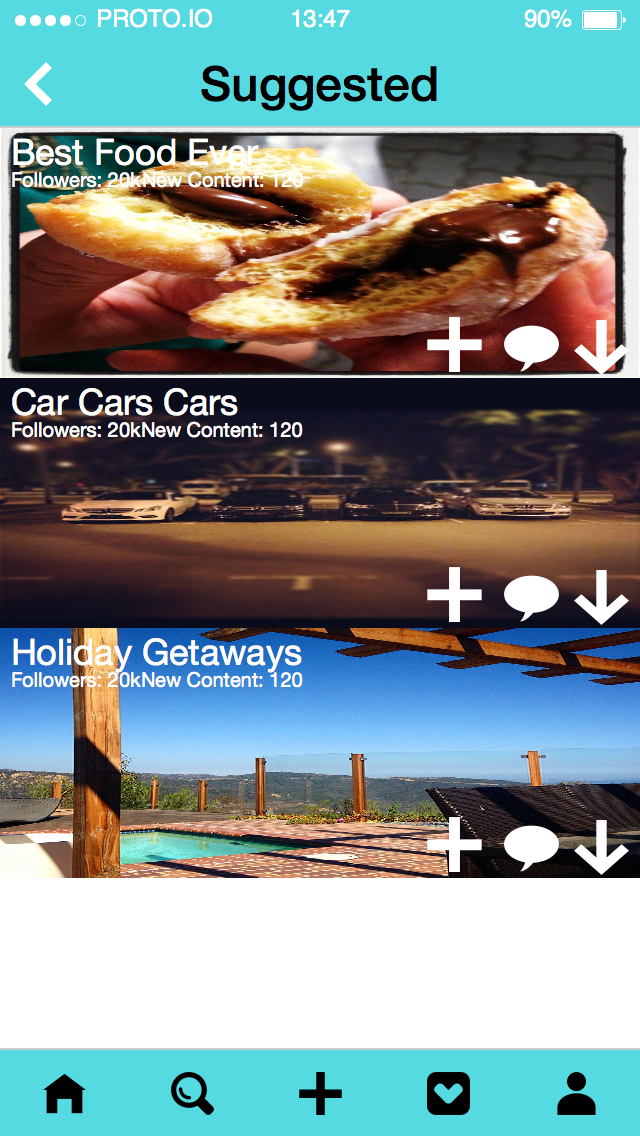 PROTO.IO 13:47 90%
Suggested
Best Food Ever
Followers: 20kNew Content: 120
Car Cars Cars
Followers: 20kNew Content: 120
Holiday Getaways
Followers: 20kNew Content: 120